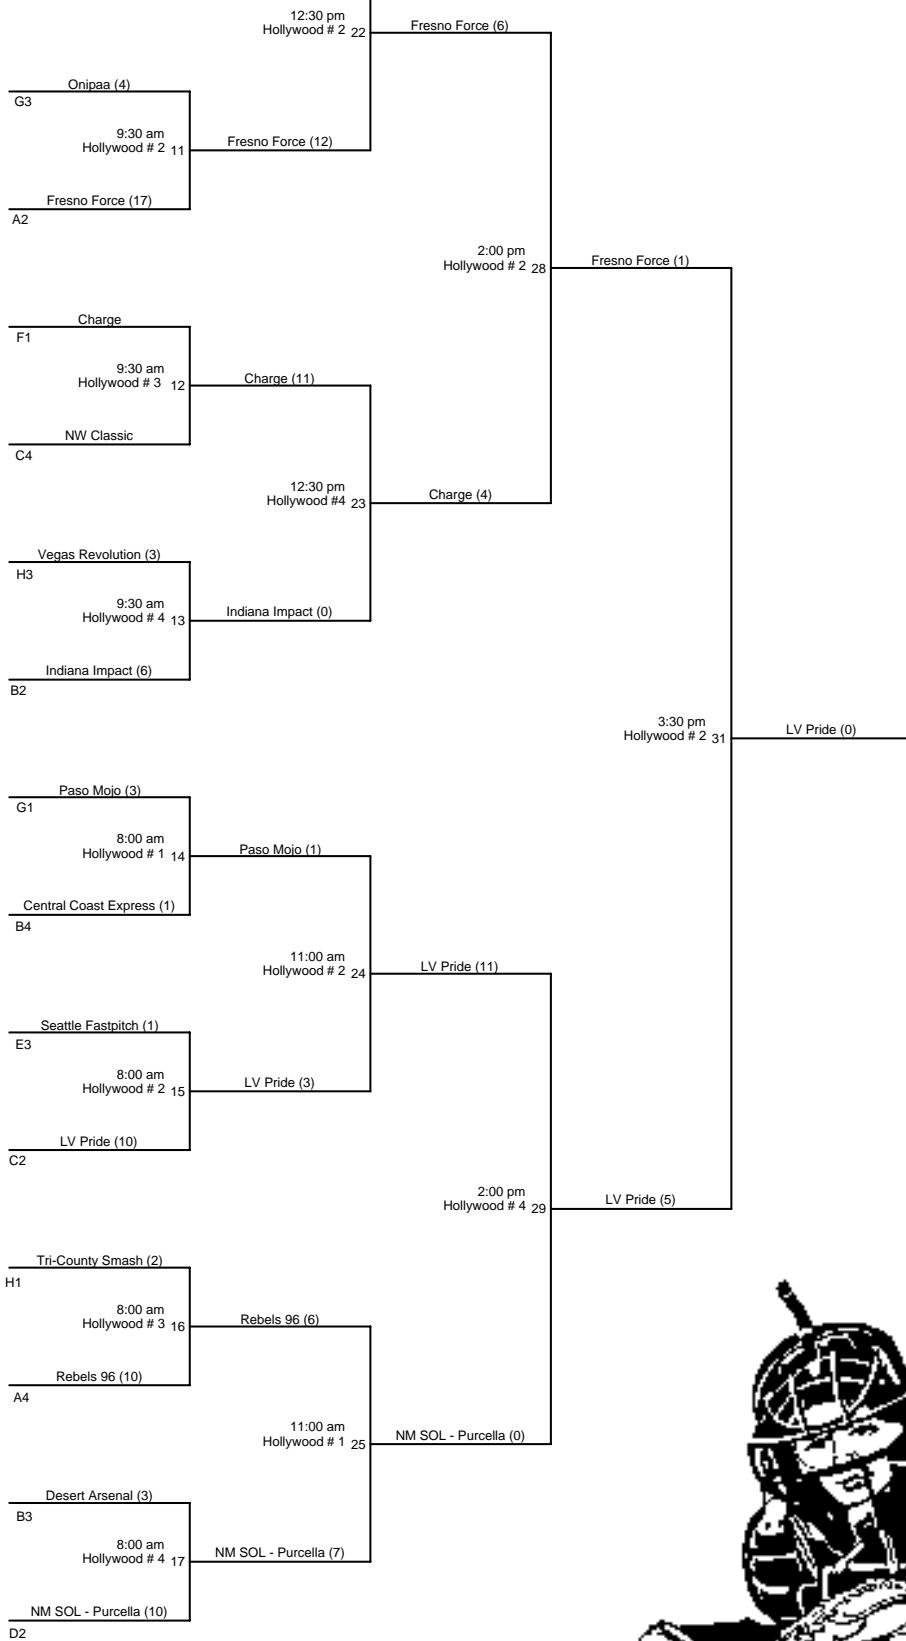 12:30 pm
Hollywood # 2 22
Fresno Force (6)
Onipaa (4)
G3
9:30 am
Hollywood # 2 11
Fresno Force (12)
Fresno Force (17)
A2
2:00 pm
Hollywood # 2 28
Fresno Force (1)
Charge
F1
9:30 am
Hollywood # 3 12
Charge (11)
NW Classic
C4
12:30 pm
Hollywood #4 23
Charge (4)
Vegas Revolution (3)
H3
9:30 am
Hollywood # 4 13
Indiana Impact (0)
Indiana Impact (6)
B2
3:30 pm
Hollywood # 2 31
LV Pride (0)
Paso Mojo (3)
G1
8:00 am
Hollywood # 1 14
Paso Mojo (1)
Central Coast Express (1)
B4
11:00 am
Hollywood # 2 24
LV Pride (11)
Seattle Fastpitch (1)
E3
8:00 am
Hollywood # 2 15
LV Pride (3)
LV Pride (10)
C2
2:00 pm
Hollywood # 4 29
LV Pride (5)
Tri-County Smash (2)
H1
8:00 am
Hollywood # 3 16
Rebels 96 (6)
Rebels 96 (10)
A4
11:00 am
Hollywood # 1 25
NM SOL - Purcella (0)
Desert Arsenal (3)
B3
8:00 am
Hollywood # 4 17
NM SOL - Purcella (7)
NM SOL - Purcella (10)
D2